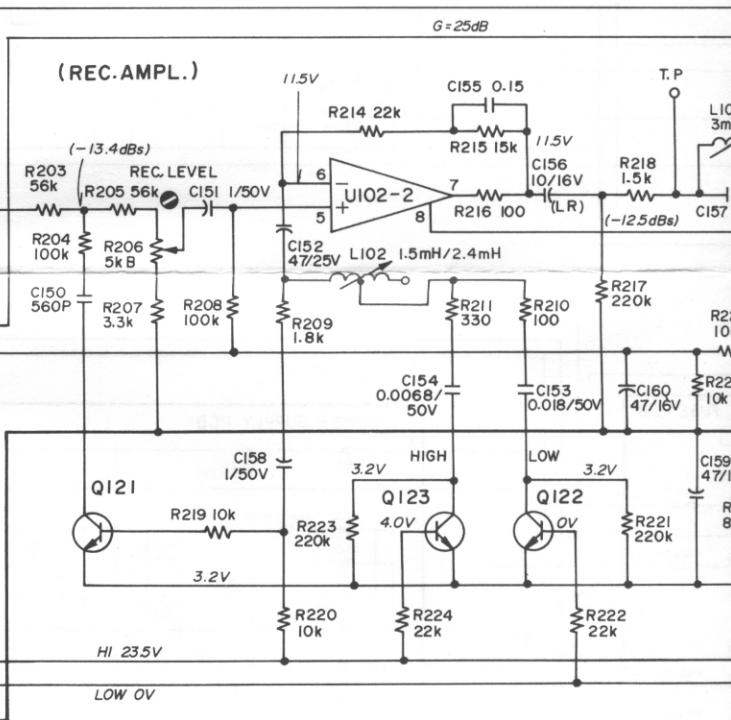 G=25dB
(REC.AMPL.)
11.5V
C155 0.15
T.P
R214 22k
R215 15k
11.5V
3m
(-13.4dBs)
R203
56k
REC.LEVEL
R205 56k
C151 1/50V
6
5
U102-2
7
8
R216 100
C156
10/16V
(LR)
R218
1.5k
(-12.5dBs)
C157
R204
100k
R206
5kB
C152
47/25V
L102 1.5mH/2.4mH
C150
560P
R207
3.3k
R208
100k
R209
1.8k
R211
330
R210
100
R217
220k
C154
0.0068/
50V
C153
0.018/50V
C160
47/16V
10k
C158
1/50V
HIGH
LOW
C159
3.2V
3.2V
Q121
Q123
Q122
R219 10k
R223
220k
4.0V
0V
R221
220k
3.2V
R220
10k
R224
22k
R222
22k
HI 23.5V
LOW 0V